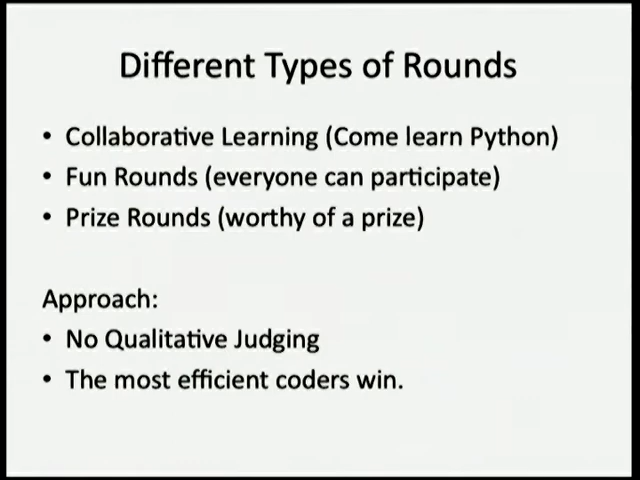 Different Types of Rounds
• Collaborative Learning (Come learn Python)
• Fun Rounds (everyone can participate)
• Prize Rounds (worthy of a prize)
Approach:
• No Qualitative Judging
• The most efficient coders win.